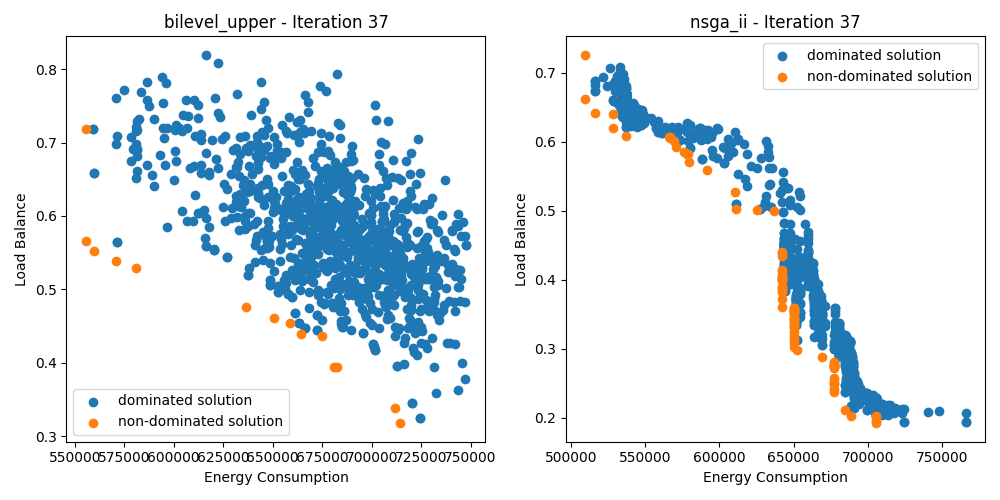 bilevel_upper - Iteration 37
0.8
0.7
0.6
0.5
0.4
0.3
Load Balance
dominated solution
non-dominated solution
550000 575000 600000 625000 650000 675000 700000 725000 750000
Energy Consumption
nsga_ii - Iteration 37
dominated solution
non-dominated solution
0.7
0.6
0.5
0.4
0.3
0.2
Load Balance
500000 550000 600000 650000 700000 750000
Energy Consumption